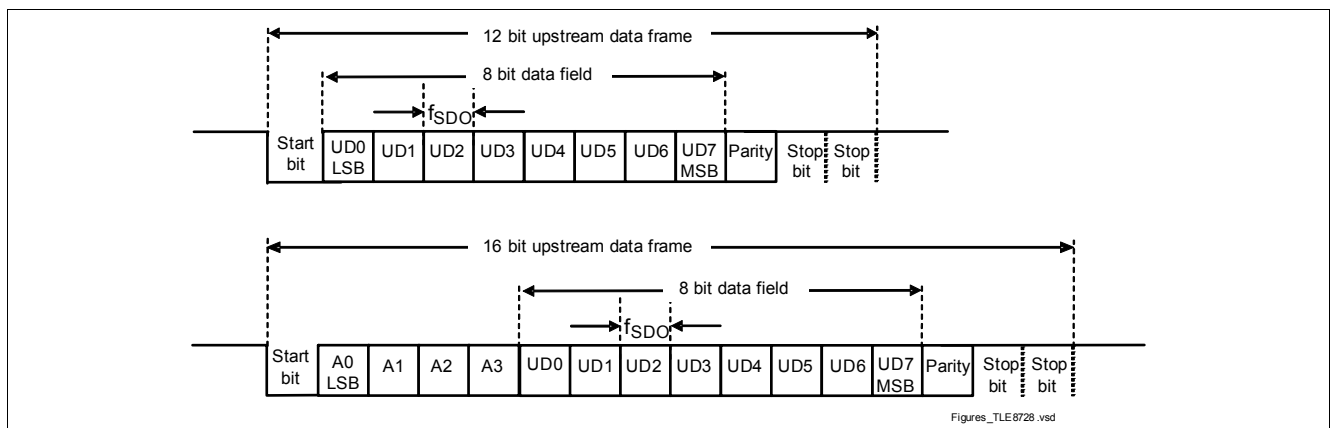 12 bit upstream data frame
8 bit data field
fSDO
Start bit UD0 LSB UD1 UD2 UD3 UD4 UD5 UD6 UD7 MSB Parity Stop bit Stop bit
16 bit upstream data frame
8 bit data field
fSDO
Start bit A0 LSB A1 A2 A3 UD0 UD1 UD2 UD3 UD4 UD5 UD6 UD7 MSB Parity Stop bit Stop bit
Figures_TLE8728.vsd